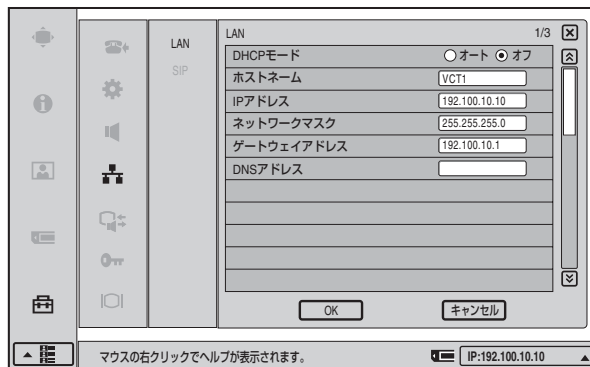 LAN
SIP
LAN 1/3
DHCPモード オート オフ
ホストネーム VCT1
IPアドレス 192.100.10.10
ネットワークマスク 255.255.255.0
ゲートウェイアドレス 192.100.10.1
DNSアドレス
OK キャンセル
マウスの右クリックでヘルプが表示されます。 IP:192.100.10.10